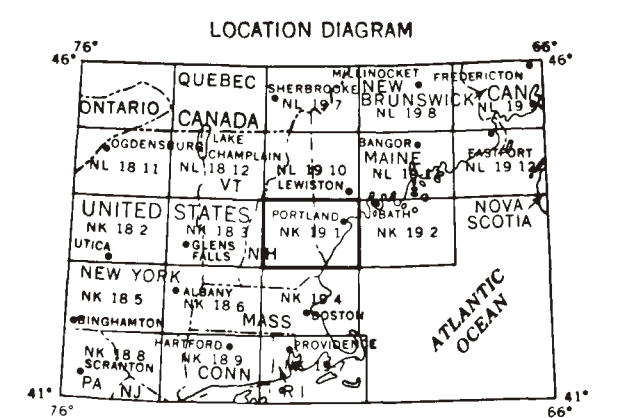 LOCATION DIAGRAM
76° 66°
46° 46°
QUEBEC
MILLINOCKET
FREDERICTON
SHERBROOKE
NL 19 7
NEW
BRUNSWICK
NL 19 8
CAN
NL 19
ONTARIO
CANADA
OGDENSBURG
NL 18 11
LAKE
CHAMPLAIN
NL 18 12
VT
NL 19 10
LEWISTON
BANGOR
MAINE
NL 19
EASTPORT
NL 19 12
UNITED STATES
NK 18 2
UTICA
NK 18 3
GLENS
FALLS
NH
PORTLAND
NK 19 1
BATH
NK 19 2
NOVA
SCOTIA
NEW YORK
NK 18 5
ALBANY
NK 18 6
NK 19 4
BOSTON
MASS
BINGHAMTON
ATLANTIC
OCEAN
NK 18 8
SCRANTON
PA NJ
HARTFORD
NK 18 9
CONN
PROVIDENCE
RI
41° 41°
76° 66°